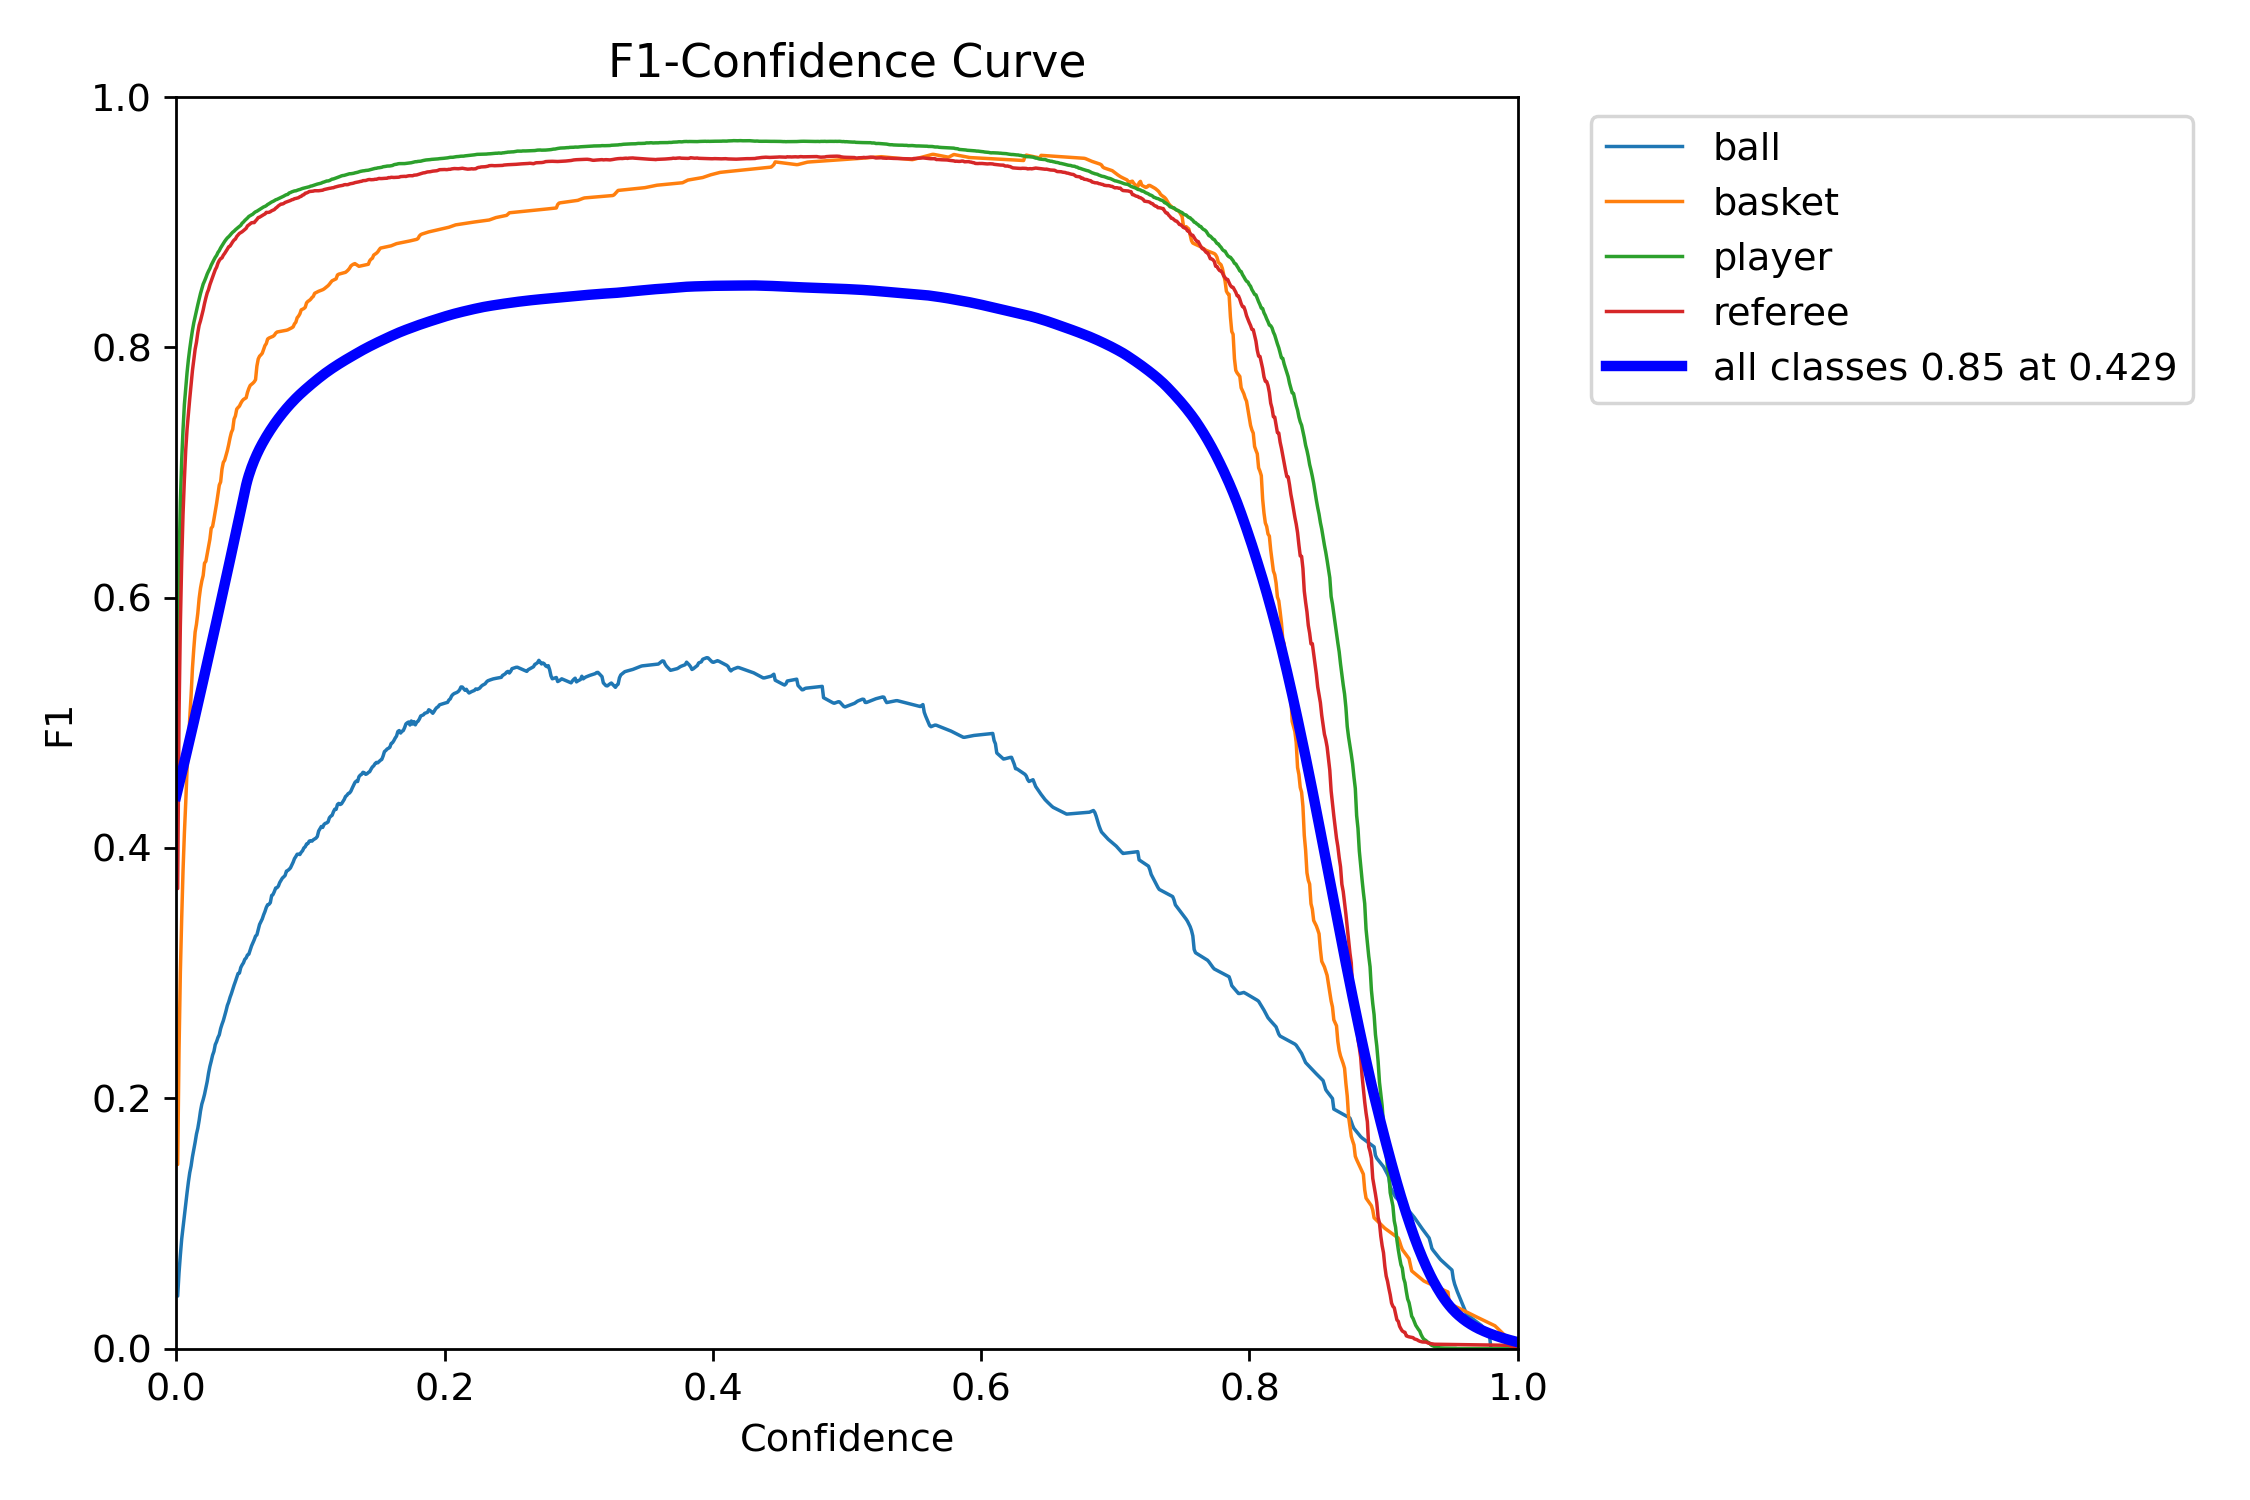 F1-Confidence Curve
1.0
0.8
0.6
0.4
0.2
0.0
F1
0.0 0.2 0.4 0.6 0.8 1.0
Confidence
ball
basket
player
referee
all classes 0.85 at 0.429